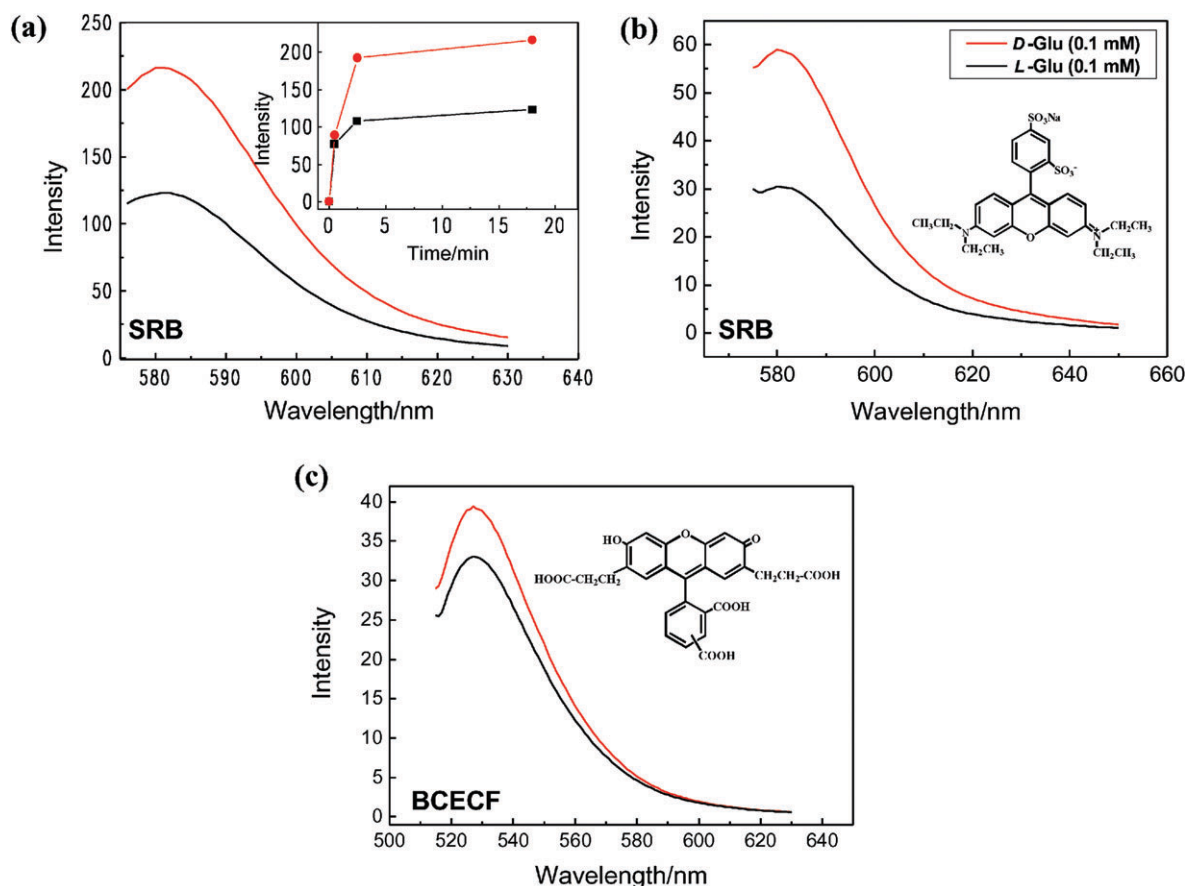 (a)
250
200
150
100
50
0
Intensity
580 590 600 610 620 630 640
Wavelength/nm
SRB
200
150
100
50
0
Intensity
0 5 10 15 20
Time/min
(b)
60
50
40
30
20
10
0
Intensity
580 600 620 640 660
Wavelength/nm
SRB
D-Glu (0.1 mM)
L-Glu (0.1 mM)
SO₃Na
SO₃⁻
CH₃CH₂ N O N⁺ CH₂CH₃
CH₂CH₃ CH₂CH₃
(c)
40
35
30
25
20
15
10
5
0
Intensity
500 520 540 560 580 600 620 640
Wavelength/nm
BCECF
HO O O
HOOC-CH₂CH₂ CH₂CH₂-COOH
COOH
COOH